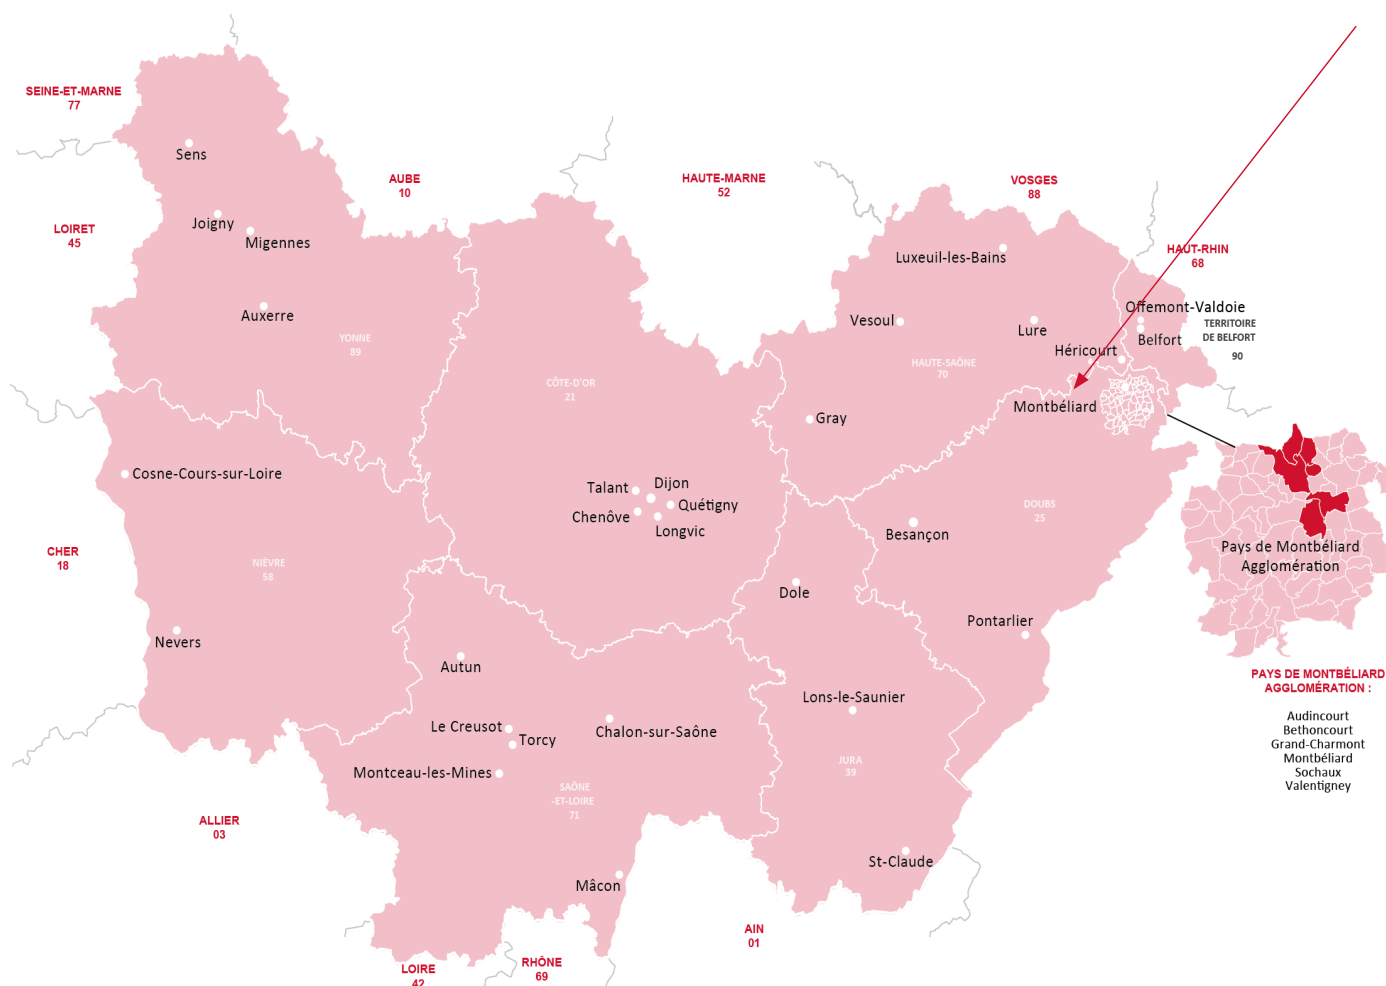 SEINE-ET-MARNE
77
Sens
AUBE
10
HAUTE-MARNE
52
VOSGES
88
LOIRET
45
Joigny
Migennes
HAUT-RHIN
68
Luxeuil-les-Bains
Auxerre
YONNE
89
Vesoul
Lure
Offemont-Valdoie
Belfort
TERRITOIRE
DE BELFORT
90
Héricourt
HAUTE-SAÔNE
70
CÔTE-D'OR
21
Montbéliard
Gray
Cosne-Cours-sur-Loire
Talant
Dijon
Quétigny
Chenôve
Longvic
DOUBS
25
Besançon
Pays de Montbéliard
Agglomération
CHER
18
NIÈVRE
58
Dole
Nevers
Pontarlier
Autun
Lons-le-Saunier
PAYS DE MONTBÉLIARD
AGGLOMÉRATION :
Audincourt
Bethoncourt
Grand-Charmont
Montbéliard
Sochaux
Valentigney
Le Creusot
Torcy
Chalon-sur-Saône
Montceau-les-Mines
JURA
39
SAÔNE
-ET-LOIRE
71
ALLIER
03
St-Claude
Mâcon
AIN
01
LOIRE
42
RHÔNE
69